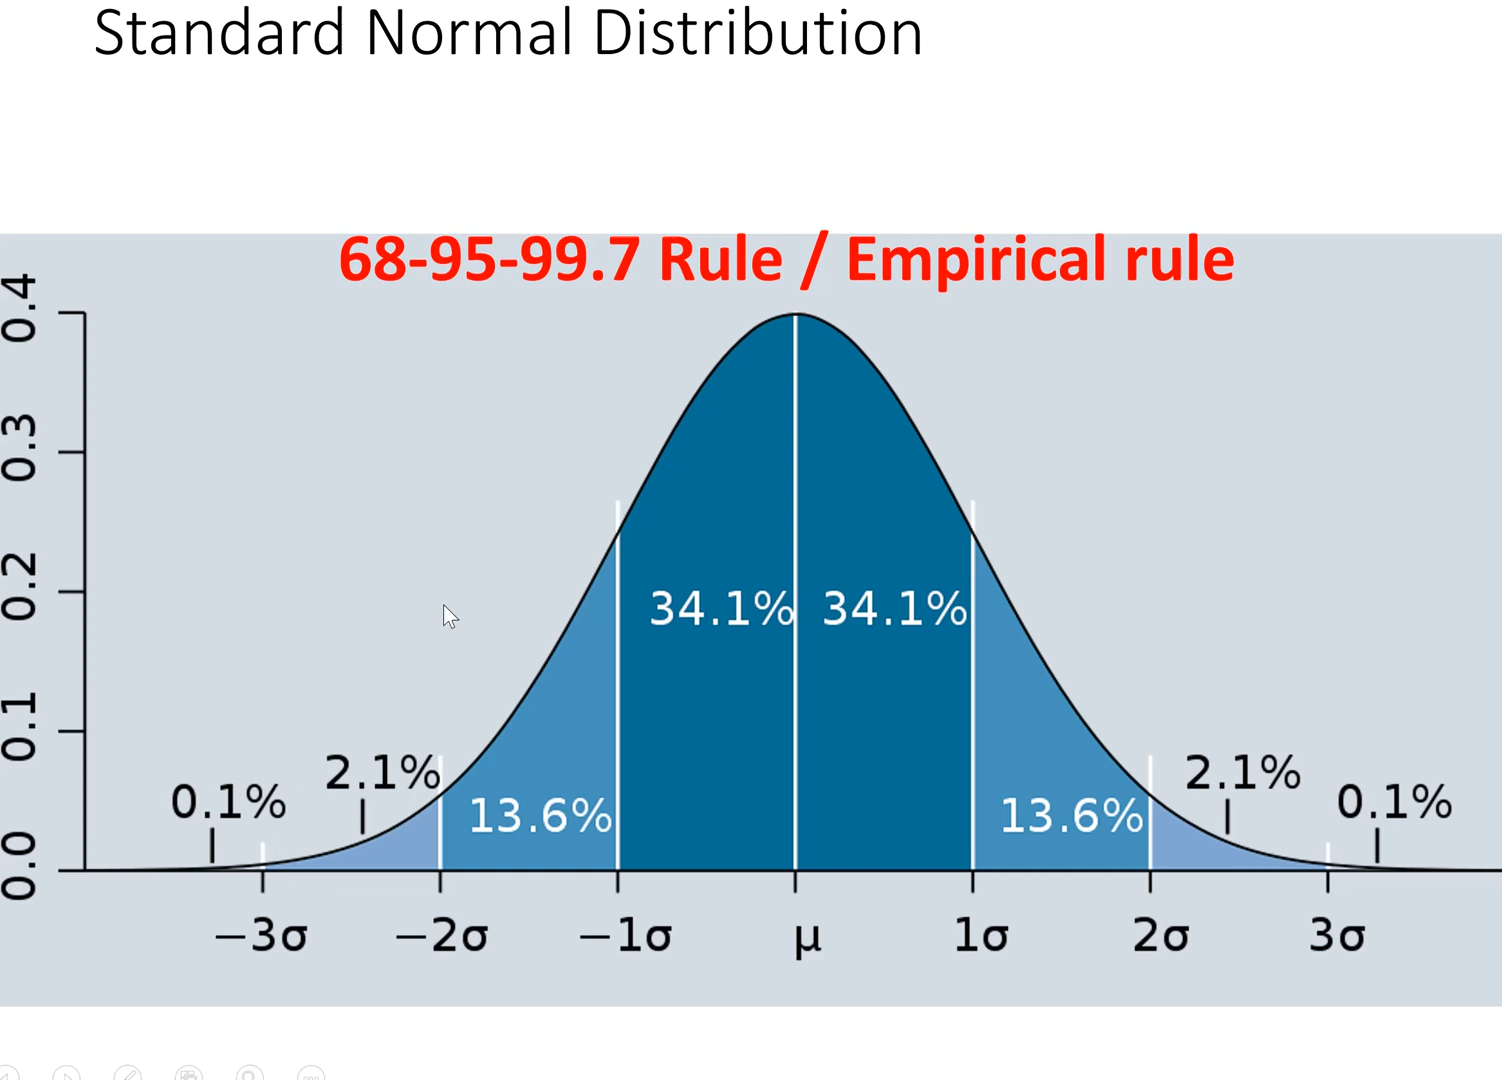 Standard Normal Distribution
68-95-99.7 Rule / Empirical rule
0.4
0.3
0.2
0.1
0.0
34.1% 34.1%
0.1% 2.1% 13.6% 13.6% 2.1% 0.1%
−3σ −2σ −1σ μ 1σ 2σ 3σ